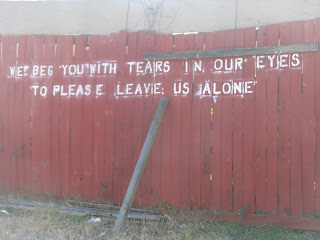 WE BEG YOU WITH TEARS IN OUR EYES
TO PLEASE LEAVE US ALONE